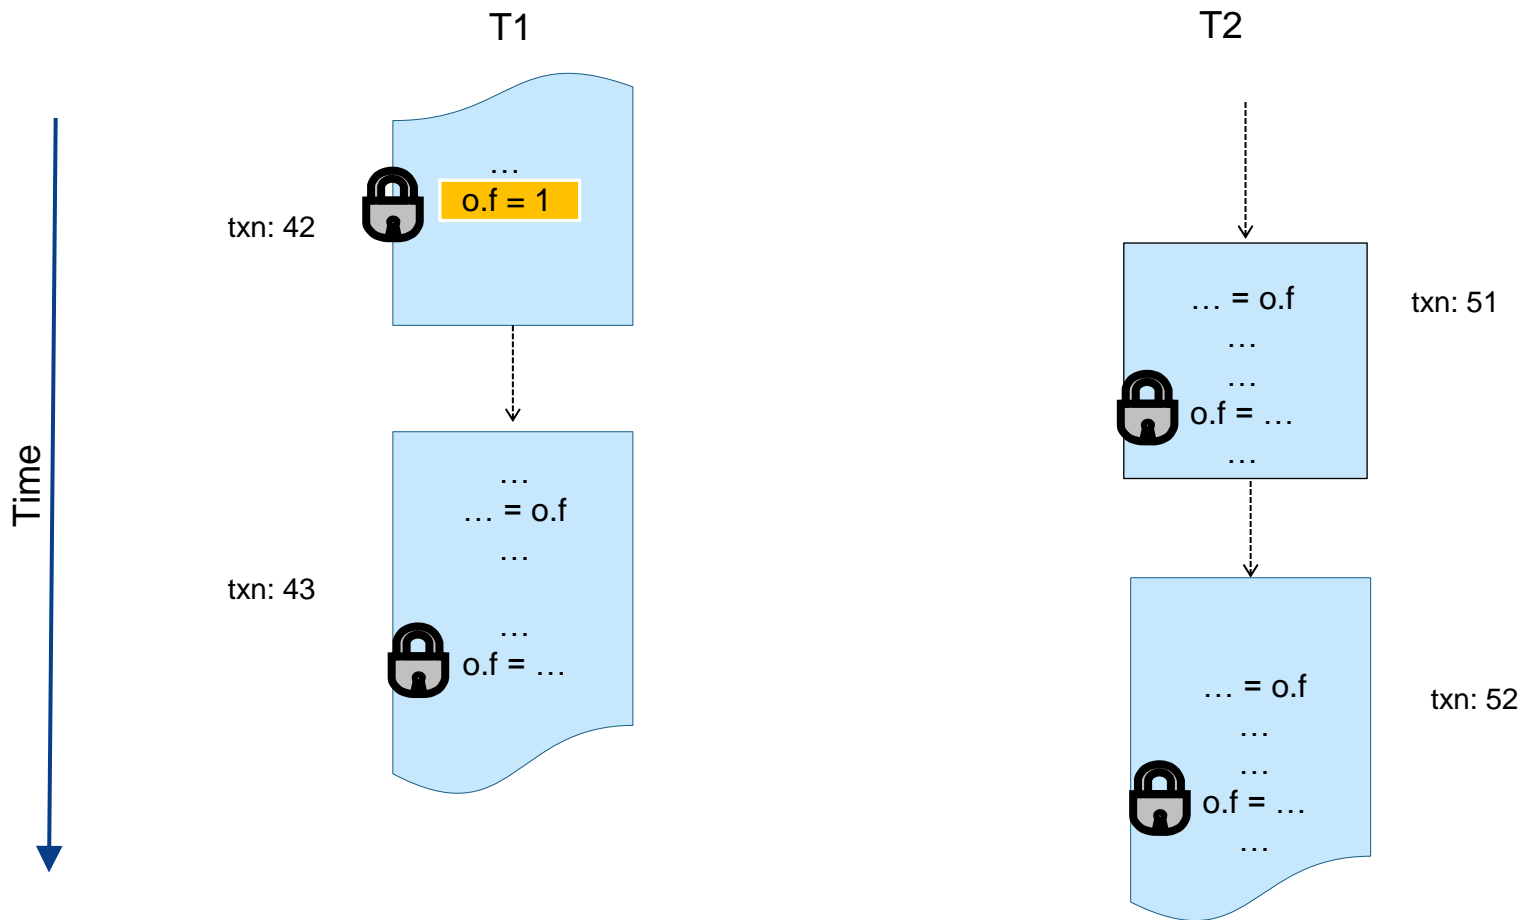 T1
T2
Time
txn: 42
…
o.f = 1
txn: 43
…
… = o.f
…
…
o.f = …
… = o.f
…
…
o.f = …
…
txn: 51
… = o.f
…
…
o.f = …
…
txn: 52